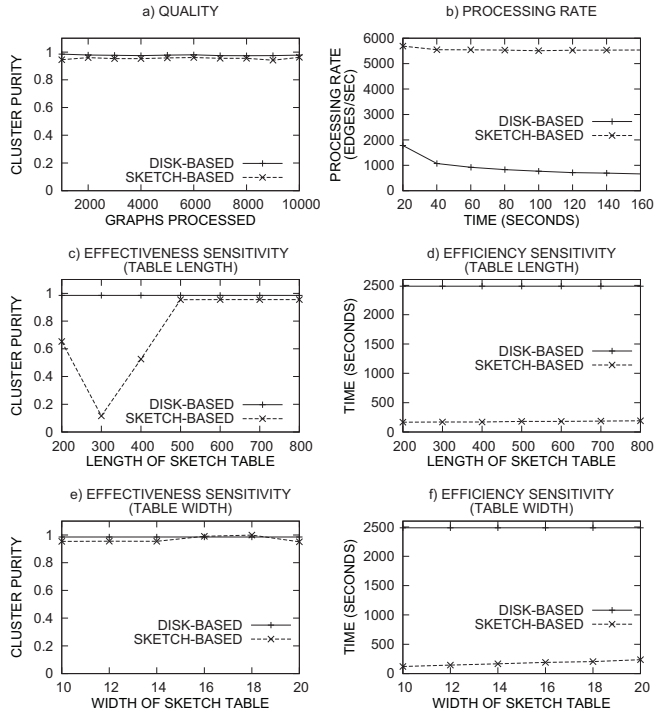 a) QUALITY
CLUSTER PURITY
1
0.8
0.6
0.4
0.2
0
DISK-BASED
SKETCH-BASED
2000 4000 6000 8000 10000
GRAPHS PROCESSED
b) PROCESSING RATE
PROCESSING RATE
(EDGES/SEC)
6000
5000
4000
3000
2000
1000
0
DISK-BASED
SKETCH-BASED
20 40 60 80 100 120 140 160
TIME (SECONDS)
c) EFFECTIVENESS SENSITIVITY
(TABLE LENGTH)
CLUSTER PURITY
1
0.8
0.6
0.4
0.2
0
DISK-BASED
SKETCH-BASED
200 300 400 500 600 700 800
LENGTH OF SKETCH TABLE
d) EFFICIENCY SENSITIVITY
(TABLE LENGTH)
TIME (SECONDS)
2500
2000
1500
1000
500
0
DISK-BASED
SKETCH-BASED
200 300 400 500 600 700 800
LENGTH OF SKETCH TABLE
e) EFFECTIVENESS SENSITIVITY
(TABLE WIDTH)
CLUSTER PURITY
1
0.8
0.6
0.4
0.2
0
DISK-BASED
SKETCH-BASED
10 12 14 16 18 20
WIDTH OF SKETCH TABLE
f) EFFICIENCY SENSITIVITY
(TABLE WIDTH)
TIME (SECONDS)
2500
2000
1500
1000
500
0
DISK-BASED
SKETCH-BASED
10 12 14 16 18 20
WIDTH OF SKETCH TABLE